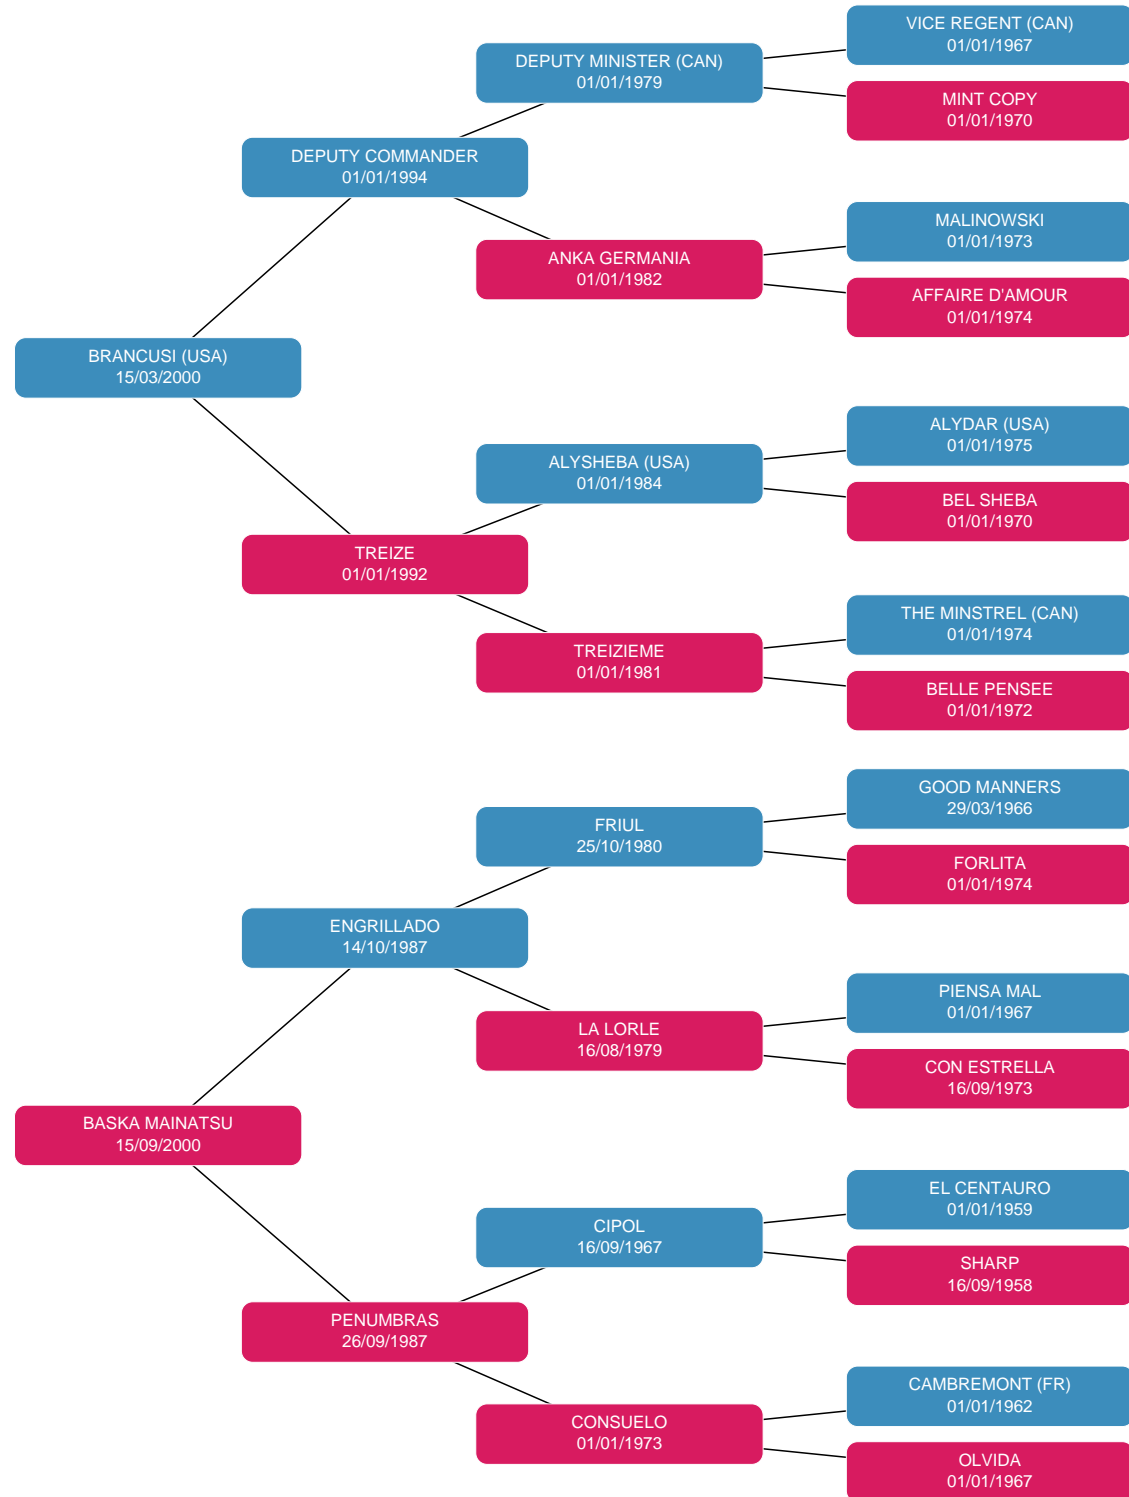 VICE REGENT (CAN)
01/01/1967
DEPUTY MINISTER (CAN)
01/01/1979
MINT COPY
01/01/1970
DEPUTY COMMANDER
01/01/1994
MALINOWSKI
01/01/1973
ANKA GERMANIA
01/01/1982
AFFAIRE D'AMOUR
01/01/1974
BRANCUSI (USA)
15/03/2000
ALYDAR (USA)
01/01/1975
ALYSHEBA (USA)
01/01/1984
BEL SHEBA
01/01/1970
TREIZE
01/01/1992
THE MINSTREL (CAN)
01/01/1974
TREIZIEME
01/01/1981
BELLE PENSEE
01/01/1972
GOOD MANNERS
29/03/1966
FRIUL
25/10/1980
FORLITA
01/01/1974
ENGRILLADO
14/10/1987
PIENSA MAL
01/01/1967
LA LORLE
16/08/1979
CON ESTRELLA
16/09/1973
BASKA MAINATSU
15/09/2000
EL CENTAURO
01/01/1959
CIPOL
16/09/1967
SHARP
16/09/1958
PENUMBRAS
26/09/1987
CAMBREMONT (FR)
01/01/1962
CONSUELO
01/01/1973
OLVIDA
01/01/1967